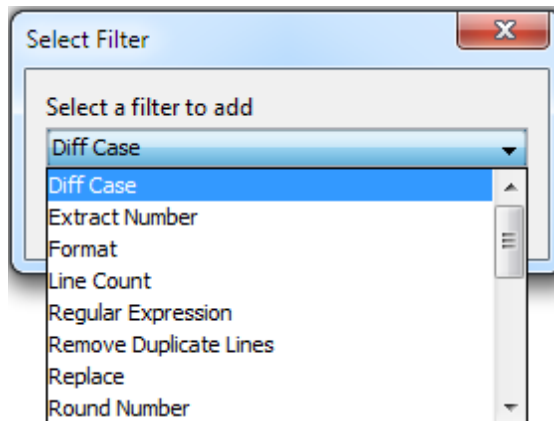 Select Filter
Select a filter to add
Diff Case
Diff Case
Extract Number
Format
Line Count
Regular Expression
Remove Duplicate Lines
Replace
Round Number